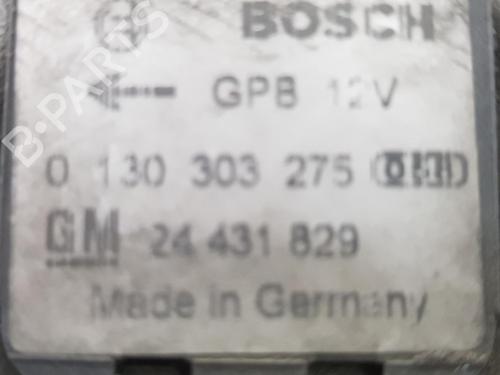 BOSCH
GPB 12V
0 130 303 275
GM 24 431 829
Made in Germany
B-PARTS